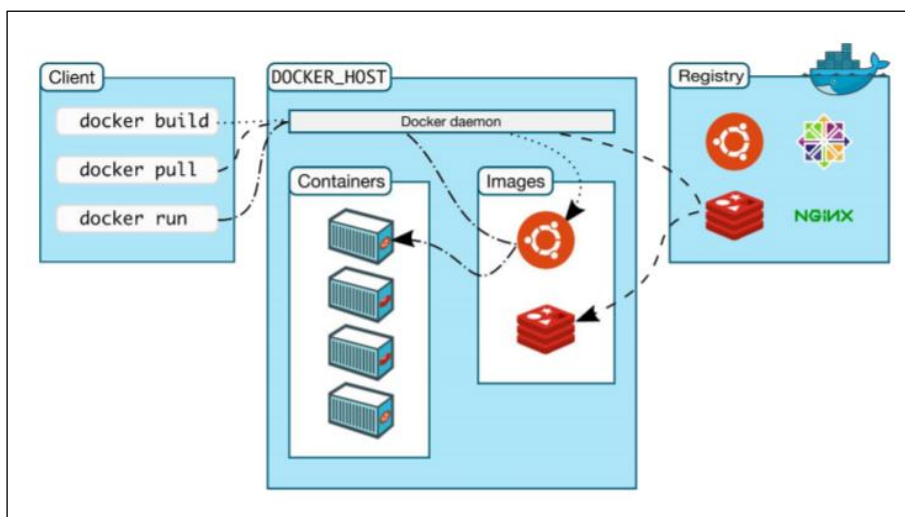 Client
docker build
docker pull
docker run
DOCKER_HOST
Docker daemon
Containers
Images
Registry
NGiNX